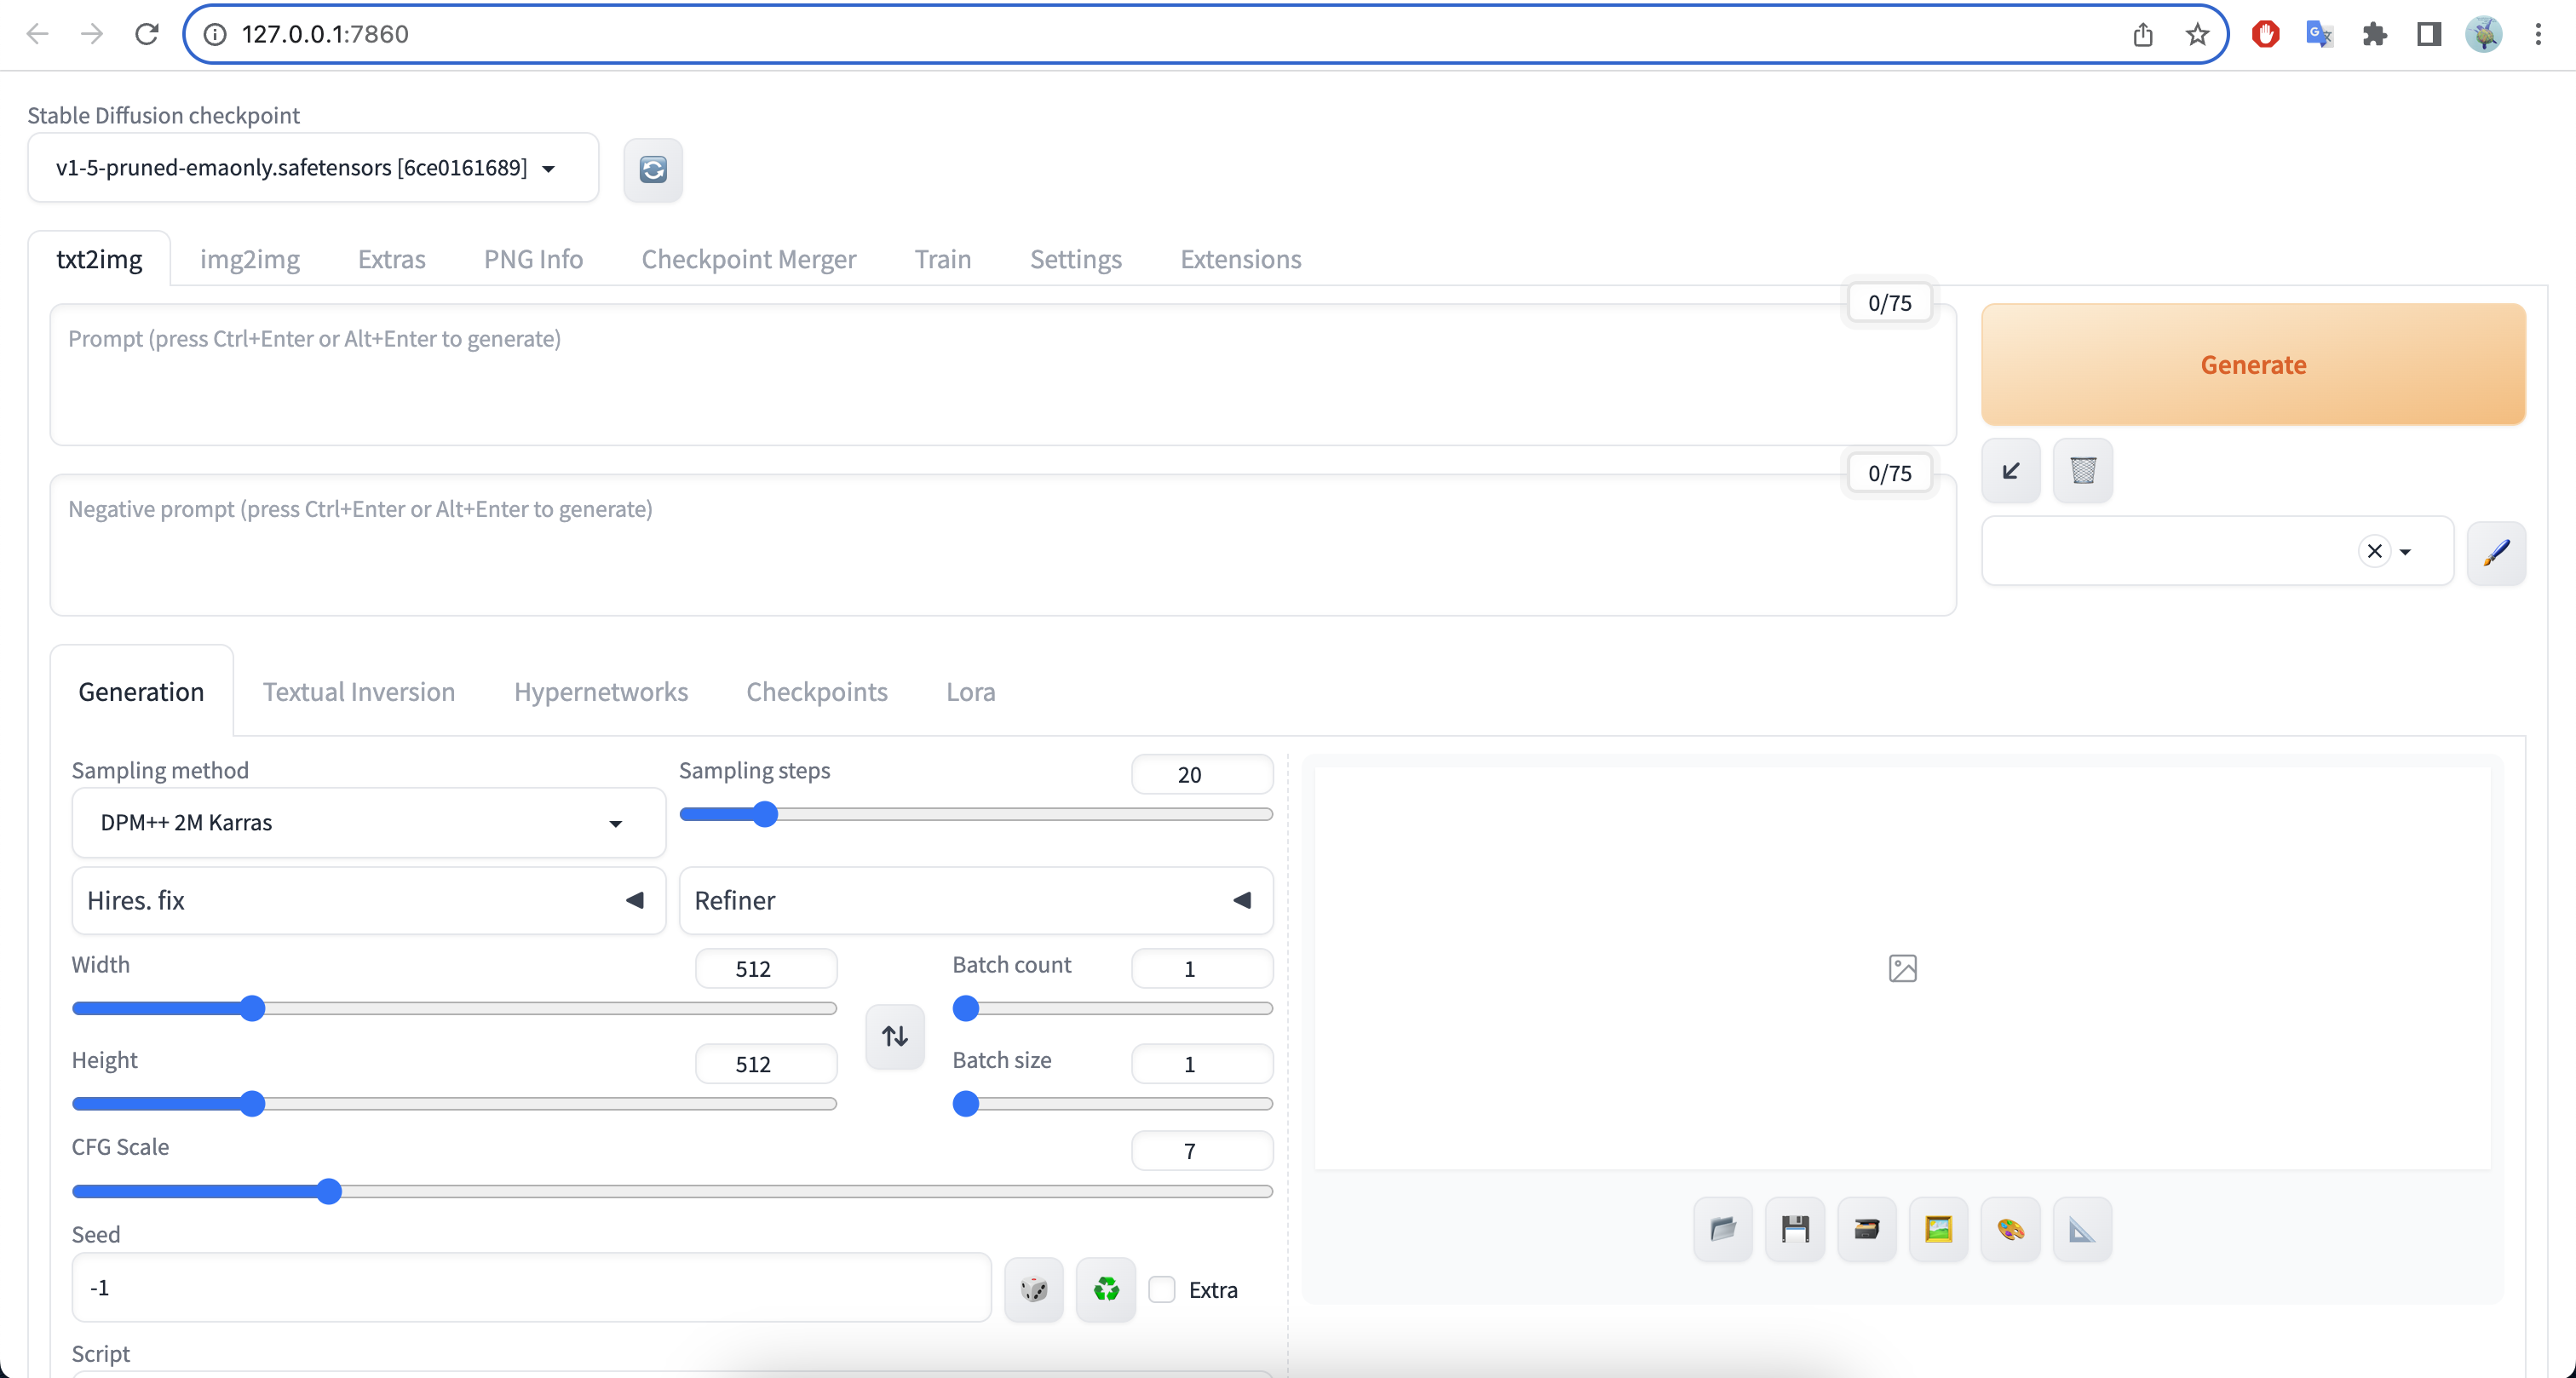 127.0.0.1:7860
Stable Diffusion checkpoint
v1-5-pruned-emaonly.safetensors [6ce0161689]
txt2img img2img Extras PNG Info Checkpoint Merger Train Settings Extensions
0/75
Prompt (press Ctrl+Enter or Alt+Enter to generate)
Generate
0/75
Negative prompt (press Ctrl+Enter or Alt+Enter to generate)
Generation Textual Inversion Hypernetworks Checkpoints Lora
Sampling method
DPM++ 2M Karras
Sampling steps 20
Hires. fix
Refiner
Width 512
Batch count 1
Height 512
Batch size 1
CFG Scale 7
Seed
-1
Extra
Script